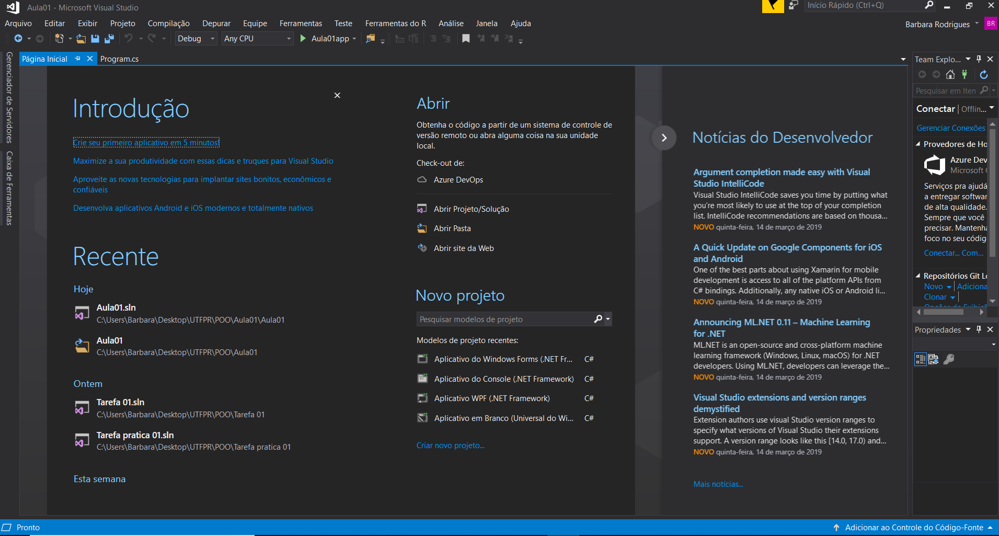 Aula01 - Microsoft Visual Studio
Início Rápido (Ctrl+Q)
Arquivo Editar Exibir Projeto Compilação Depurar Equipe Ferramentas Teste Ferramentas do R Análise Janela Ajuda
Barbara Rodrigues BR
Debug Any CPU Aula01app
Gerenciador de Servidores
Caixa de Ferramentas
Página Inicial Program.cs
Introdução
Crie seu primeiro aplicativo em 5 minutos!
Maximize a sua produtividade com essas dicas e truques para Visual Studio
Aproveite as novas tecnologias para implantar sites bonitos, econômicos e
confiáveis
Desenvolva aplicativos Android e iOS modernos e totalmente nativos
Recente
Hoje
Aula01.sln
C:\Users\Barbara\Desktop\UTFPR\POO\Aula01\Aula01
Aula01
C:\Users\Barbara\Desktop\UTFPR\POO\Aula01
Ontem
Tarefa 01.sln
C:\Users\Barbara\Desktop\UTFPR\POO\Tarefa 01
Tarefa pratica 01.sln
C:\Users\Barbara\Desktop\UTFPR\POO\Tarefa pratica 01
Esta semana
Abrir
Obtenha o código a partir de um sistema de controle de
versão remoto ou abra alguma coisa na sua unidade
local.
Check-out de:
Azure DevOps
Abrir Projeto/Solução
Abrir Pasta
Abrir site da Web
Novo projeto
Pesquisar modelos de projeto
Modelos de projeto recentes:
Aplicativo do Windows Forms (.NET Fr... C#
Aplicativo do Console (.NET Framework) C#
Aplicativo WPF (.NET Framework) C#
Aplicativo em Branco (Universal do Wi... C#
Criar novo projeto...
Notícias do Desenvolvedor
Argument completion made easy with Visual
Studio IntelliCode
Visual Studio IntelliCode saves you time by putting what
you're most likely to use at the top of your completion
list. IntelliCode recommendations are based on thousa...
NOVO quinta-feira, 14 de março de 2019
A Quick Update on Google Components for iOS
and Android
One of the best parts about using Xamarin for mobile
development is access to all of the platform APIs from
C# bindings. Additionally, any native iOS or Android li...
NOVO quinta-feira, 14 de março de 2019
Announcing ML.NET 0.11 – Machine Learning
for .NET
ML.NET is an open-source and cross-platform machine
learning framework (Windows, Linux, macOS) for .NET
developers. Using ML.NET, developers can leverage the...
NOVO quinta-feira, 14 de março de 2019
Visual Studio extensions and version ranges
demystified
Extension authors use visual Studio version ranges to
specify what versions of Visual Studio their extensions
support. A version range looks like this [14.0, 17.0) and...
NOVO quinta-feira, 14 de março de 2019
Mais notícias...
Team Explo...
Pesquisar em Iten
Conectar | Offlin...
Gerenciar Conexões
Provedores de Ho
Azure Dev
Microsoft
Serviços pra ajudá
a entregar softwar
de alta qualidade.
Sempre que você
precisar. Mantenha
foco no seu códig
Conectar... Com...
Repositórios Git Lo
Novo Adiciona
Clonar
Propriedades
Pronto
Adicionar ao Controle do Código-Fonte